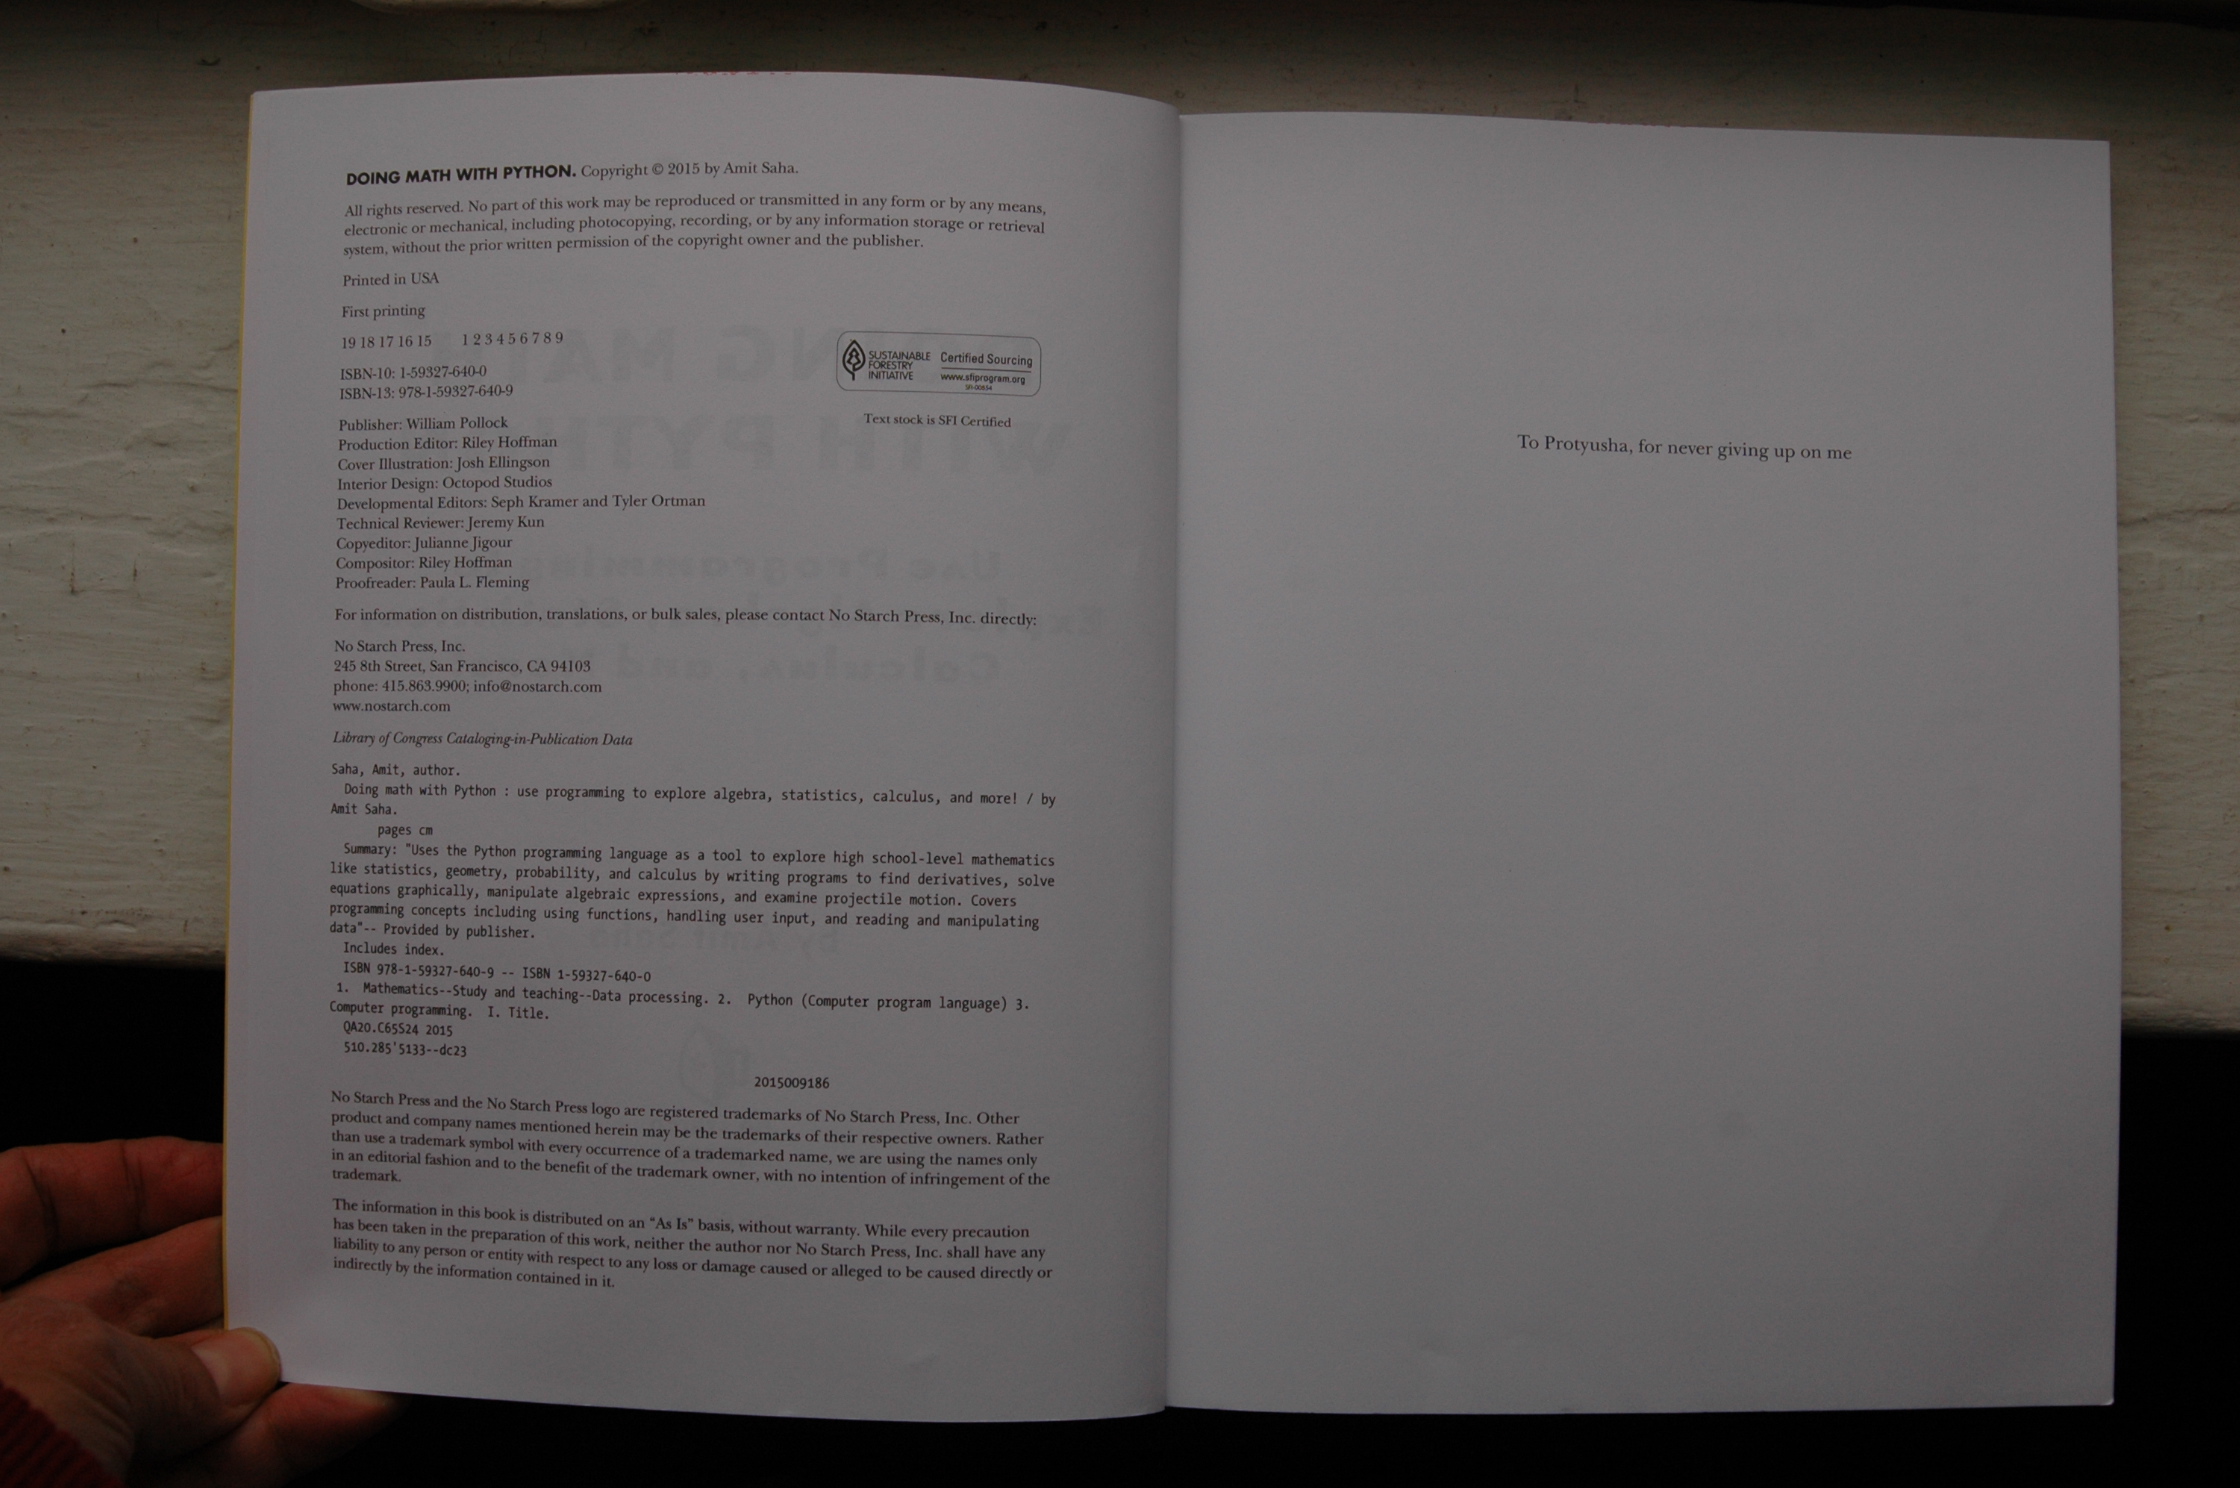 DOING MATH WITH PYTHON. Copyright © 2015 by Amit Saha.
All rights reserved. No part of this work may be reproduced or transmitted in any form or by any means,
electronic or mechanical, including photocopying, recording, or by any information storage or retrieval
system, without the prior written permission of the copyright owner and the publisher.
Printed in USA
First printing
19 18 17 16 15 1 2 3 4 5 6 7 8 9
ISBN-10: 1-59327-640-0
ISBN-13: 978-1-59327-640-9
SUSTAINABLE
FORESTRY
INITIATIVE
Certified Sourcing
www.sfiprogram.org
SFI-00854
Text stock is SFI Certified
Publisher: William Pollock
Production Editor: Riley Hoffman
Cover Illustration: Josh Ellingson
Interior Design: Octopod Studios
Developmental Editors: Seph Kramer and Tyler Ortman
Technical Reviewer: Jeremy Kun
Copyeditor: Julianne Jigour
Compositor: Riley Hoffman
Proofreader: Paula L. Fleming
For information on distribution, translations, or bulk sales, please contact No Starch Press, Inc. directly:
No Starch Press, Inc.
245 8th Street, San Francisco, CA 94103
phone: 415.863.9900; info@nostarch.com
www.nostarch.com
Library of Congress Cataloging-in-Publication Data
Saha, Amit, author.
Doing math with Python : use programming to explore algebra, statistics, calculus, and more! / by
Amit Saha.
pages cm
Summary: "Uses the Python programming language as a tool to explore high school-level mathematics
like statistics, geometry, probability, and calculus by writing programs to find derivatives, solve
equations graphically, manipulate algebraic expressions, and examine projectile motion. Covers
programming concepts including using functions, handling user input, and reading and manipulating
data"-- Provided by publisher.
Includes index.
ISBN 978-1-59327-640-9 -- ISBN 1-59327-640-0
1. Mathematics--Study and teaching--Data processing. 2. Python (Computer program language) 3.
Computer programming. I. Title.
QA20.C65S24 2015
510.285'5133--dc23
2015009186
No Starch Press and the No Starch Press logo are registered trademarks of No Starch Press, Inc. Other
product and company names mentioned herein may be the trademarks of their respective owners. Rather
than use a trademark symbol with every occurrence of a trademarked name, we are using the names only
in an editorial fashion and to the benefit of the trademark owner, with no intention of infringement of the
trademark.
The information in this book is distributed on an "As Is" basis, without warranty. While every precaution
has been taken in the preparation of this work, neither the author nor No Starch Press, Inc. shall have any
liability to any person or entity with respect to any loss or damage caused or alleged to be caused directly or
indirectly by the information contained in it.
To Protyusha, for never giving up on me